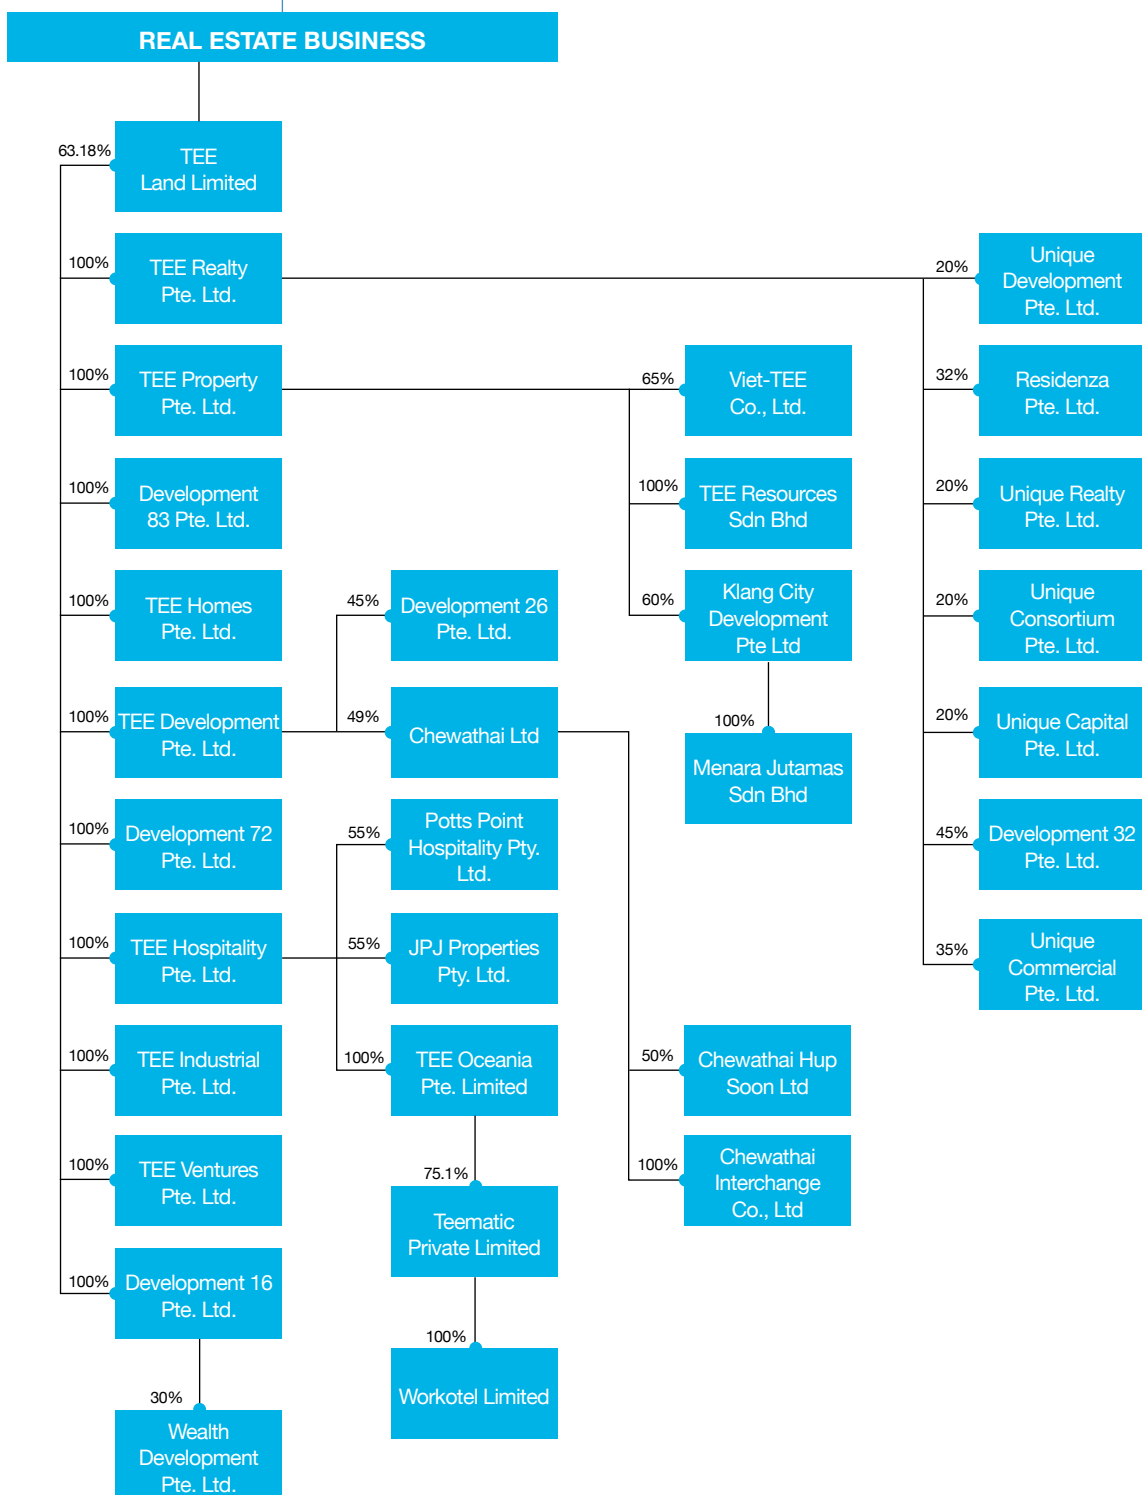 REAL ESTATE BUSINESS
63.18%
TEE
Land Limited
100%
TEE Realty
Pte. Ltd.
20%
Unique
Development
Pte. Ltd.
100%
TEE Property
Pte. Ltd.
65%
Viet-TEE
Co., Ltd.
32%
Residenza
Pte. Ltd.
100%
Development
83 Pte. Ltd.
100%
TEE Resources
Sdn Bhd
20%
Unique Realty
Pte. Ltd.
100%
TEE Homes
Pte. Ltd.
45%
Development 26
Pte. Ltd.
60%
Klang City
Development
Pte Ltd
20%
Unique
Consortium
Pte. Ltd.
100%
TEE Development
Pte. Ltd.
49%
Chewathai Ltd
100%
Menara Jutamas
Sdn Bhd
20%
Unique Capital
Pte. Ltd.
100%
Development 72
Pte. Ltd.
55%
Potts Point
Hospitality Pty.
Ltd.
45%
Development 32
Pte. Ltd.
100%
TEE Hospitality
Pte. Ltd.
55%
JPJ Properties
Pty. Ltd.
35%
Unique
Commercial
Pte. Ltd.
100%
TEE Industrial
Pte. Ltd.
100%
TEE Oceania
Pte. Limited
50%
Chewathai Hup
Soon Ltd
100%
TEE Ventures
Pte. Ltd.
75.1%
Teematic
Private Limited
100%
Chewathai
Interchange
Co., Ltd
100%
Development 16
Pte. Ltd.
100%
Workotel Limited
30%
Wealth
Development
Pte. Ltd.